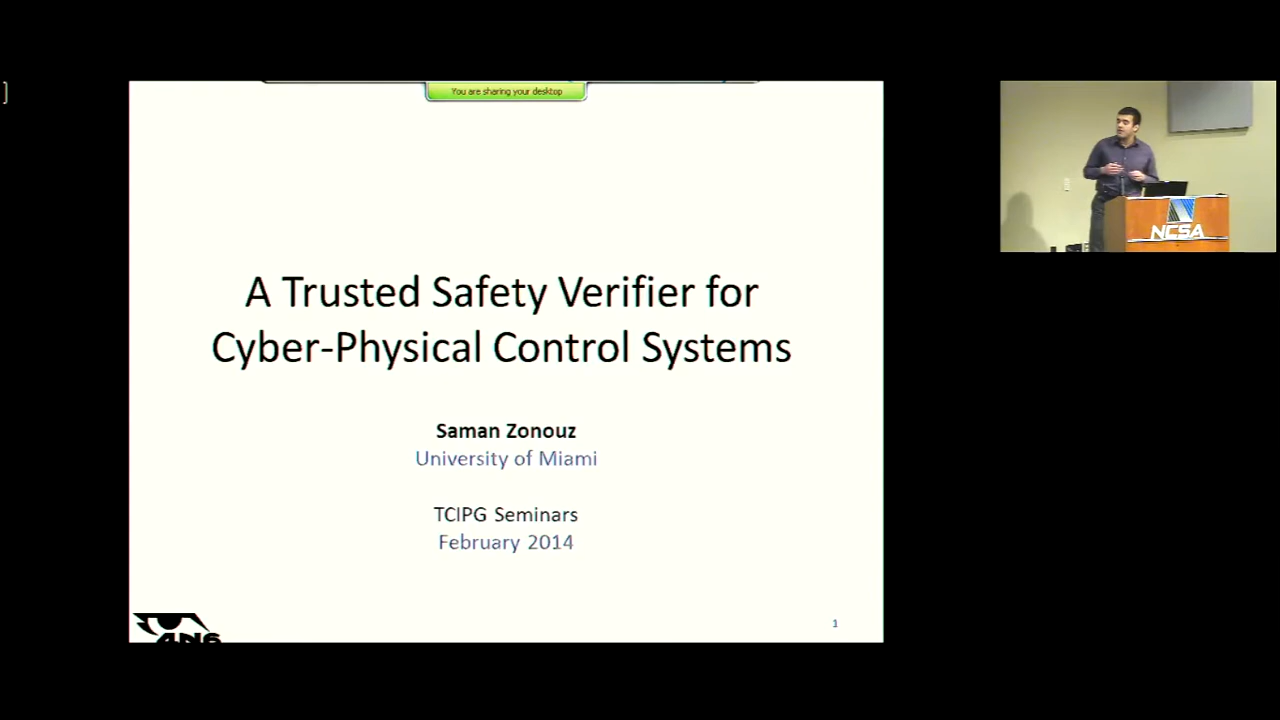 ]
You are sharing your desktop
NCSA
A Trusted Safety Verifier for
Cyber-Physical Control Systems
Saman Zonouz
University of Miami
TCIPG Seminars
February 2014
4N6
1